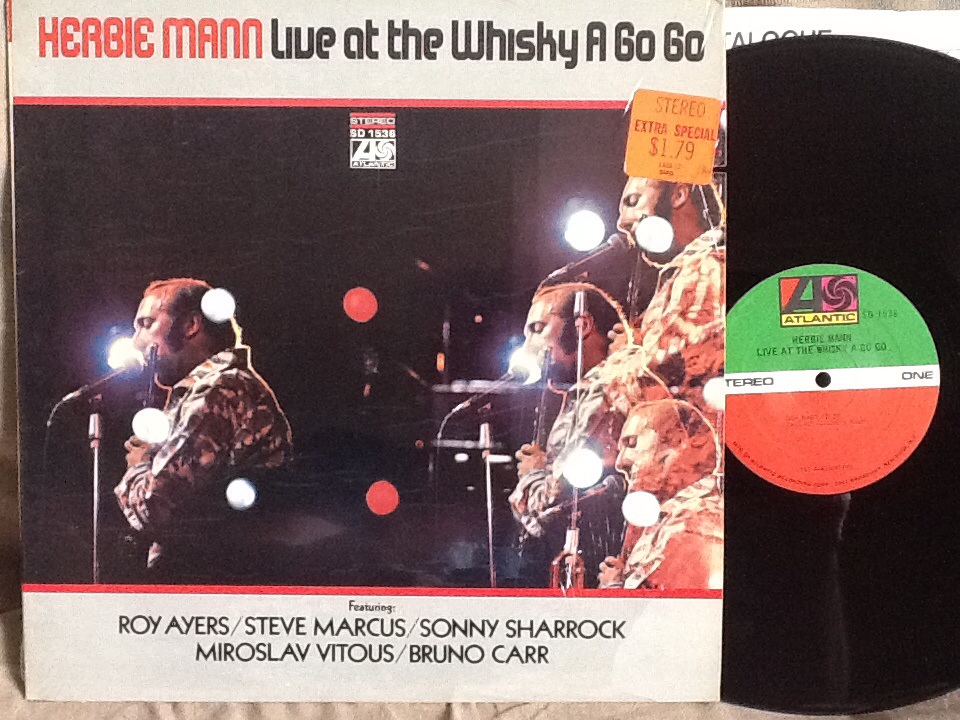 HERBIE MANN Live at the Whisky A Go Go
STEREO
SD 1536
ATLANTIC
STEREO
EXTRA SPECIAL
$1.79
Featuring:
ROY AYERS/STEVE MARCUS/SONNY SHARROCK
MIROSLAV VITOUS/BRUNO CARR
TALOGUE
ATLANTIC
SD 1536
HERBIE MANN
LIVE AT THE WHISKY A GO GO
TEREO
ONE